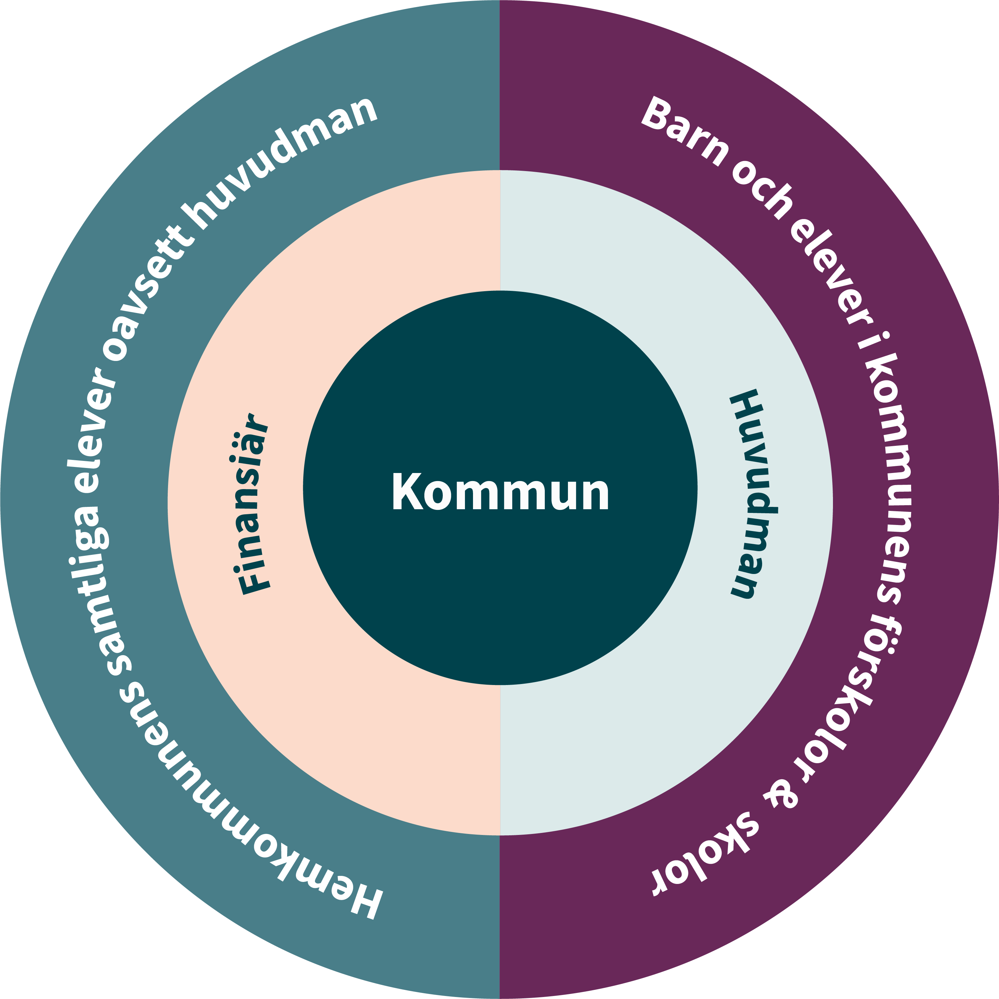 Kommun
Finansiär
Huvudman
Hemkommunens samtliga elever oavsett huvudman
Barn och elever i kommunens förskolor & skolor